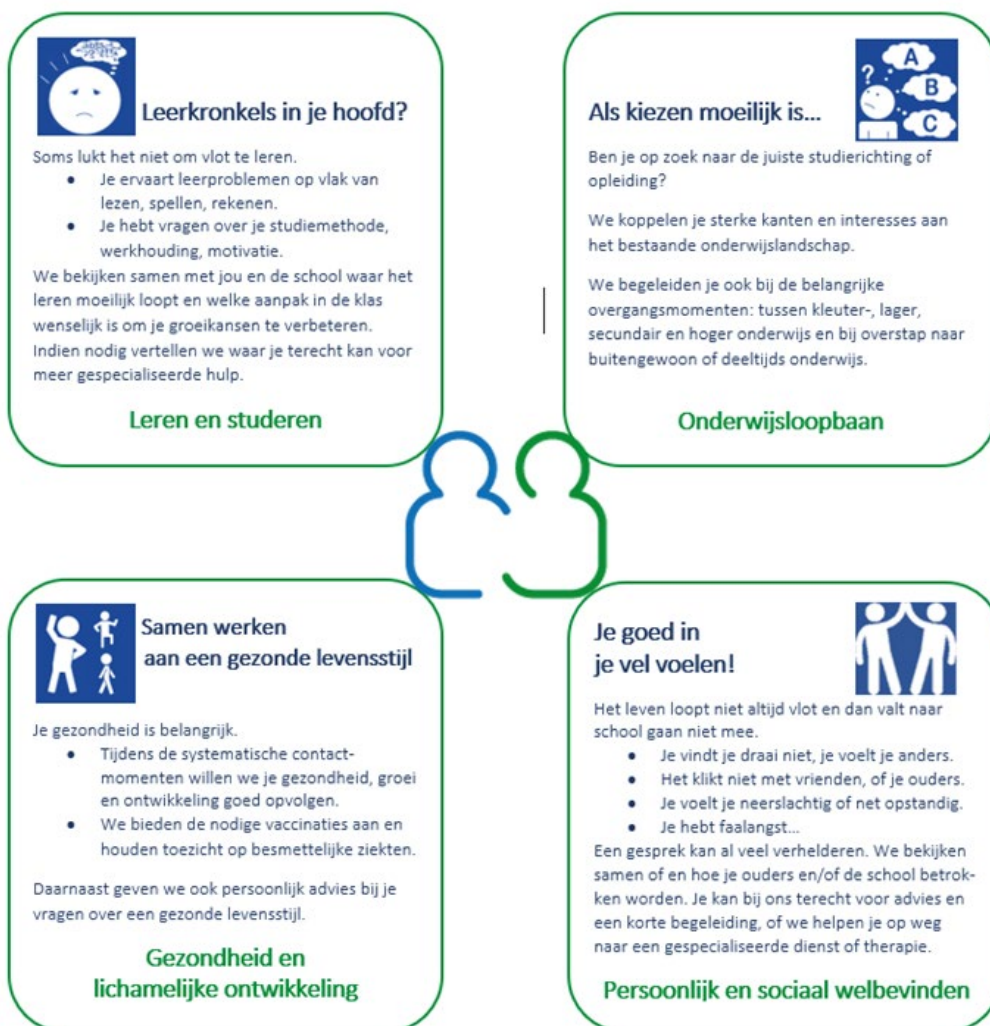 Leerkronkels in je hoofd?
Soms lukt het niet om vlot te leren.
• Je ervaart leerproblemen op vlak van
lezen, spellen, rekenen.
• Je hebt vragen over je studiemethode,
werkhouding, motivatie.
We bekijken samen met jou en de school waar het
leren moeilijk loopt en welke aanpak in de klas
wenselijk is om je groeikansen te verbeteren.
Indien nodig vertellen we waar je terecht kan voor
meer gespecialiseerde hulp.
Leren en studeren
A
?
B
C
Als kiezen moeilijk is...
Ben je op zoek naar de juiste studierichting of
opleiding?
We koppelen je sterke kanten en interesses aan
het bestaande onderwijslandschap.
We begeleiden je ook bij de belangrijke
overgangsmomenten: tussen kleuter-, lager,
secundair en hoger onderwijs en bij overstap naar
buitengewoon of deeltijds onderwijs.
Onderwijsloopbaan
Samen werken
aan een gezonde levensstijl
Je gezondheid is belangrijk.
• Tijdens de systematische contact-
momenten willen we je gezondheid, groei
en ontwikkeling goed opvolgen.
• We bieden de nodige vaccinaties aan en
houden toezicht op besmettelijke ziekten.
Daarnaast geven we ook persoonlijk advies bij je
vragen over een gezonde levensstijl.
Gezondheid en
lichamelijke ontwikkeling
Je goed in
je vel voelen!
Het leven loopt niet altijd vlot en dan valt naar
school gaan niet mee.
• Je vindt je draai niet, je voelt je anders.
• Het klikt niet met vrienden, of je ouders.
• Je voelt je neerslachtig of net opstandig.
• Je hebt faalangst...
Een gesprek kan al veel verhelderen. We bekijken
samen of en hoe je ouders en/of de school betrok-
ken worden. Je kan bij ons terecht voor advies en
een korte begeleiding, of we helpen je op weg
naar een gespecialiseerde dienst of therapie.
Persoonlijk en sociaal welbevinden